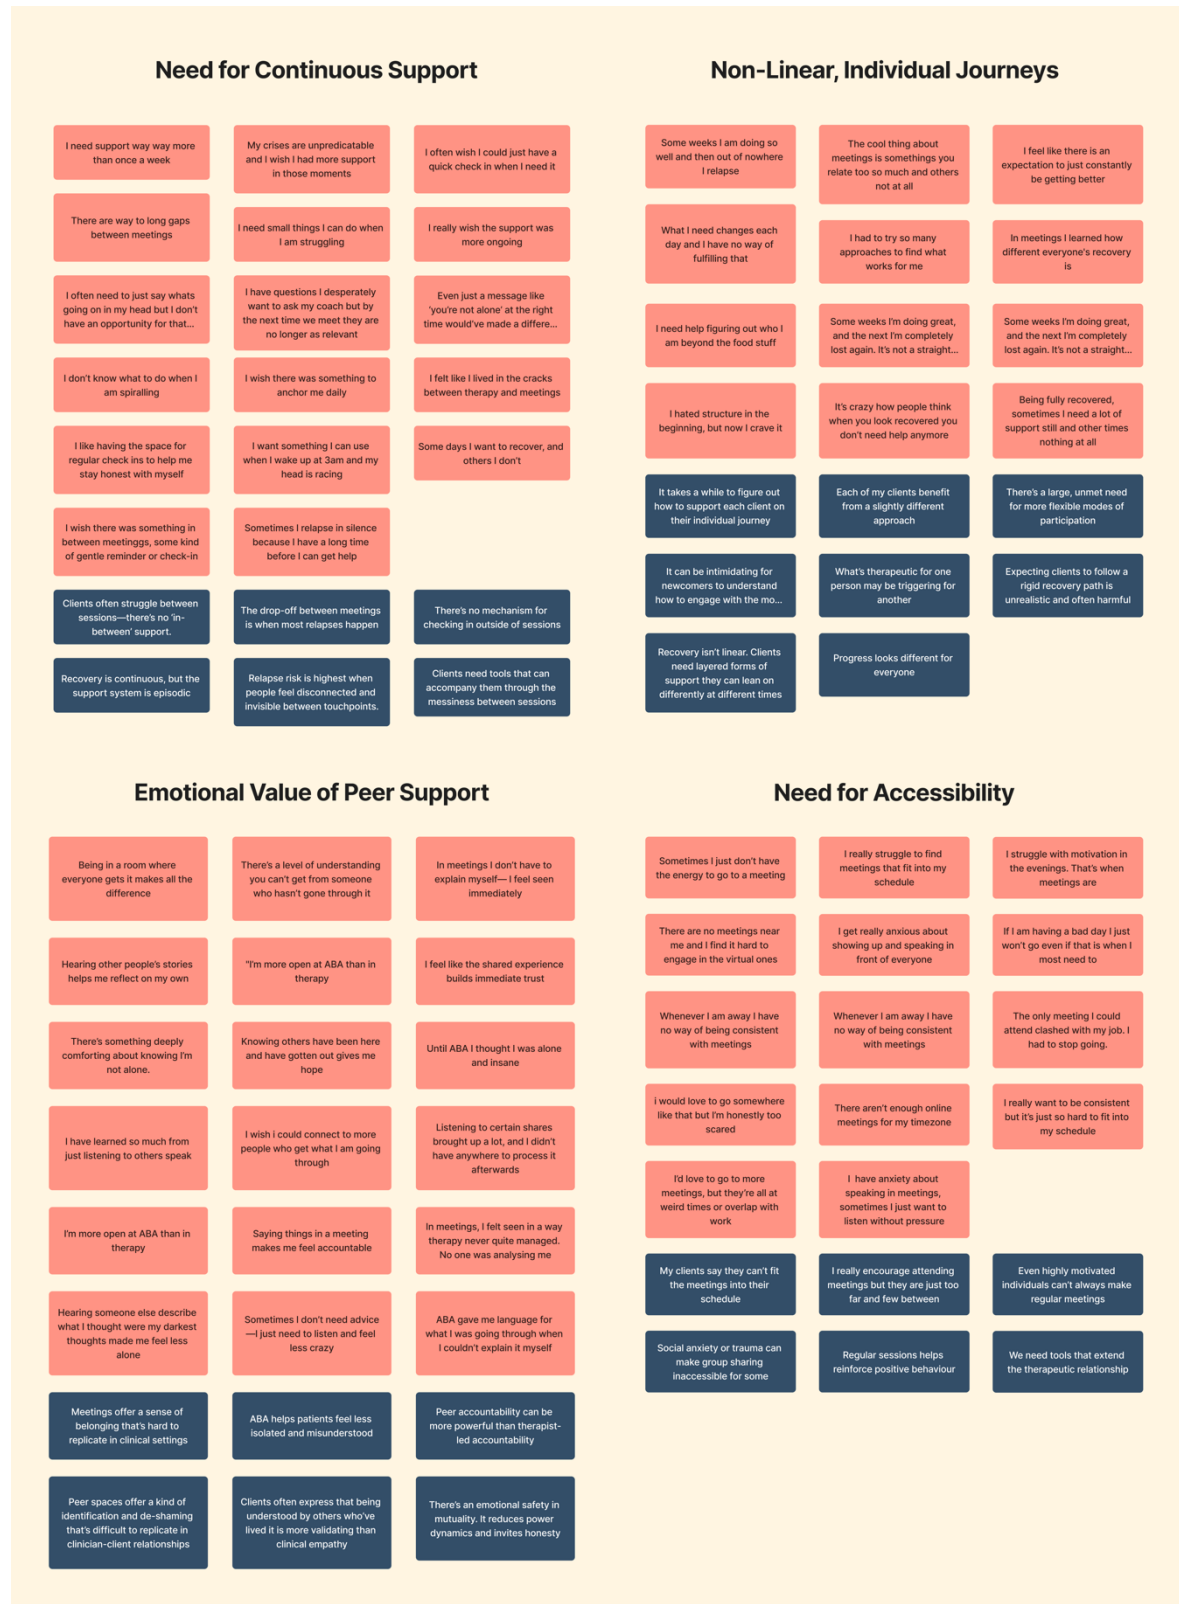 Need for Continuous Support
I need support way way more
than once a week
My crises are unpredicatable
and I wish I had more support
in those moments
I often wish I could just have a
quick check in when I need it
There are way to long gaps
between meetings
I need small things I can do when
I am struggling
I really wish the support was
more ongoing
I often need to just say whats
going on in my head but I don't
have an opportunity for that...
I have questions I desperately
want to ask my coach but by
the next time we meet they are
no longer as relevant
Even just a message like
'you're not alone' at the right
time would've made a differe...
I don't know what to do when I
am spiralling
I wish there was something to
anchor me daily
I felt like I lived in the cracks
between therapy and meetings
I like having the space for
regular check ins to help me
stay honest with myself
I want something I can use
when I wake up at 3am and my
head is racing
Some days I want to recover, and
others I don't
I wish there was something in
between meetinggs, some kind
of gentle reminder or check-in
Sometimes I relapse in silence
because I have a long time
before I can get help
Clients often struggle between
sessions—there's no 'in-
between' support.
The drop-off between meetings
is when most relapses happen
There's no mechanism for
checking in outside of sessions
Recovery is continuous, but the
support system is episodic
Relapse risk is highest when
people feel disconnected and
invisible between touchpoints.
Clients need tools that can
accompany them through the
messiness between sessions
Non-Linear, Individual Journeys
Some weeks I am doing so
well and then out of nowhere
I relapse
The cool thing about
meetings is somethings you
relate too so much and others
not at all
I feel like there is an
expectation to just constantly
be getting better
What I need changes each
day and I have no way of
fulfilling that
I had to try so many
approaches to find what
works for me
In meetings I learned how
different everyone's recovery
is
I need help figuring out who I
am beyond the food stuff
Some weeks I'm doing great,
and the next I'm completely
lost again. It's not a straight...
Some weeks I'm doing great,
and the next I'm completely
lost again. It's not a straight...
I hated structure in the
beginning, but now I crave it
It's crazy how people think
when you look recovered you
don't need help anymore
Being fully recovered,
sometimes I need a lot of
support still and other times
nothing at all
It takes a while to figure out
how to support each client on
their individual journey
Each of my clients benefit
from a slightly different
approach
There's a large, unmet need
for more flexible modes of
participation
It can be intimidating for
newcomers to understand
how to engage with the mo...
What's therapeutic for one
person may be triggering for
another
Expecting clients to follow a
rigid recovery path is
unrealistic and often harmful
Recovery isn't linear. Clients
need layered forms of
support they can lean on
differently at different times
Progress looks different for
everyone
Emotional Value of Peer Support
Being in a room where
everyone gets it makes all the
difference
There's a level of understanding
you can't get from someone
who hasn't gone through it
In meetings I don't have to
explain myself— I feel seen
immediately
Hearing other people's stories
helps me reflect on my own
"I'm more open at ABA than in
therapy
I feel like the shared experience
builds immediate trust
There's something deeply
comforting about knowing I'm
not alone.
Knowing others have been here
and have gotten out gives me
hope
Until ABA I thought I was alone
and insane
I have learned so much from
just listening to others speak
I wish i could connect to more
people who get what I am going
through
Listening to certain shares
brought up a lot, and I didn't
have anywhere to process it
afterwards
I'm more open at ABA than in
therapy
Saying things in a meeting
makes me feel accountable
In meetings, I felt seen in a way
therapy never quite managed.
No one was analysing me
Hearing someone else describe
what I thought were my darkest
thoughts made me feel less
alone
Sometimes I don't need advice
—I just need to listen and feel
less crazy
ABA gave me language for
what I was going through when
I couldn't explain it myself
Meetings offer a sense of
belonging that's hard to
replicate in clinical settings
ABA helps patients feel less
isolated and misunderstood
Peer accountability can be
more powerful than therapist-
led accountability
Peer spaces offer a kind of
identification and de-shaming
that's difficult to replicate in
clinician-client relationships
Clients often express that being
understood by others who've
lived it is more validating than
clinical empathy
There's an emotional safety in
mutuality. It reduces power
dynamics and invites honesty
Need for Accessibility
Sometimes I just don't have
the energy to go to a meeting
I really struggle to find
meetings that fit into my
schedule
I struggle with motivation in
the evenings. That's when
meetings are
There are no meetings near
me and I find it hard to
engage in the virtual ones
I get really anxious about
showing up and speaking in
front of everyone
If I am having a bad day I just
won't go even if that is when I
most need to
Whenever I am away I have
no way of being consistent
with meetings
Whenever I am away I have
no way of being consistent
with meetings
The only meeting I could
attend clashed with my job. I
had to stop going.
i would love to go somewhere
like that but I'm honestly too
scared
There aren't enough online
meetings for my timezone
I really want to be consistent
but it's just so hard to fit into
my schedule
I'd love to go to more
meetings, but they're all at
weird times or overlap with
work
I have anxiety about
speaking in meetings,
sometimes I just want to
listen without pressure
My clients say they can't fit
the meetings into their
schedule
I really encourage attending
meetings but they are just too
far and few between
Even highly motivated
individuals can't always make
regular meetings
Social anxiety or trauma can
make group sharing
inaccessible for some
Regular sessions helps
reinforce positive behaviour
We need tools that extend
the therapeutic relationship